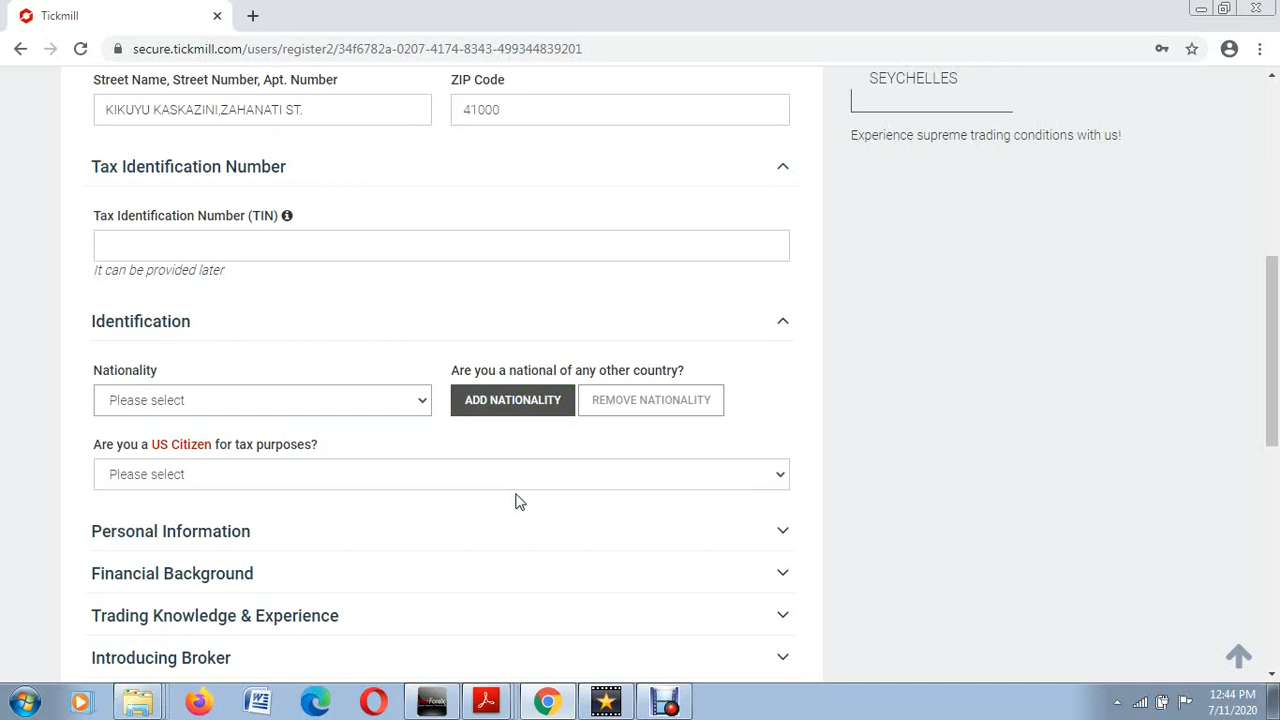 Tickmill
secure.tickmill.com/users/register2/34f6782a-0207-4174-8343-499344839201
Street Name, Street Number, Apt. Number
ZIP Code
KIKUYU KASKAZINI,ZAHANATI ST.
41000
SEYCHELLES
Experience supreme trading conditions with us!
Tax Identification Number
Tax Identification Number (TIN)
It can be provided later
Identification
Nationality
Are you a national of any other country?
Please select
ADD NATIONALITY
REMOVE NATIONALITY
Are you a US Citizen for tax purposes?
Please select
Personal Information
Financial Background
Trading Knowledge & Experience
Introducing Broker
12:44 PM
7/11/2020